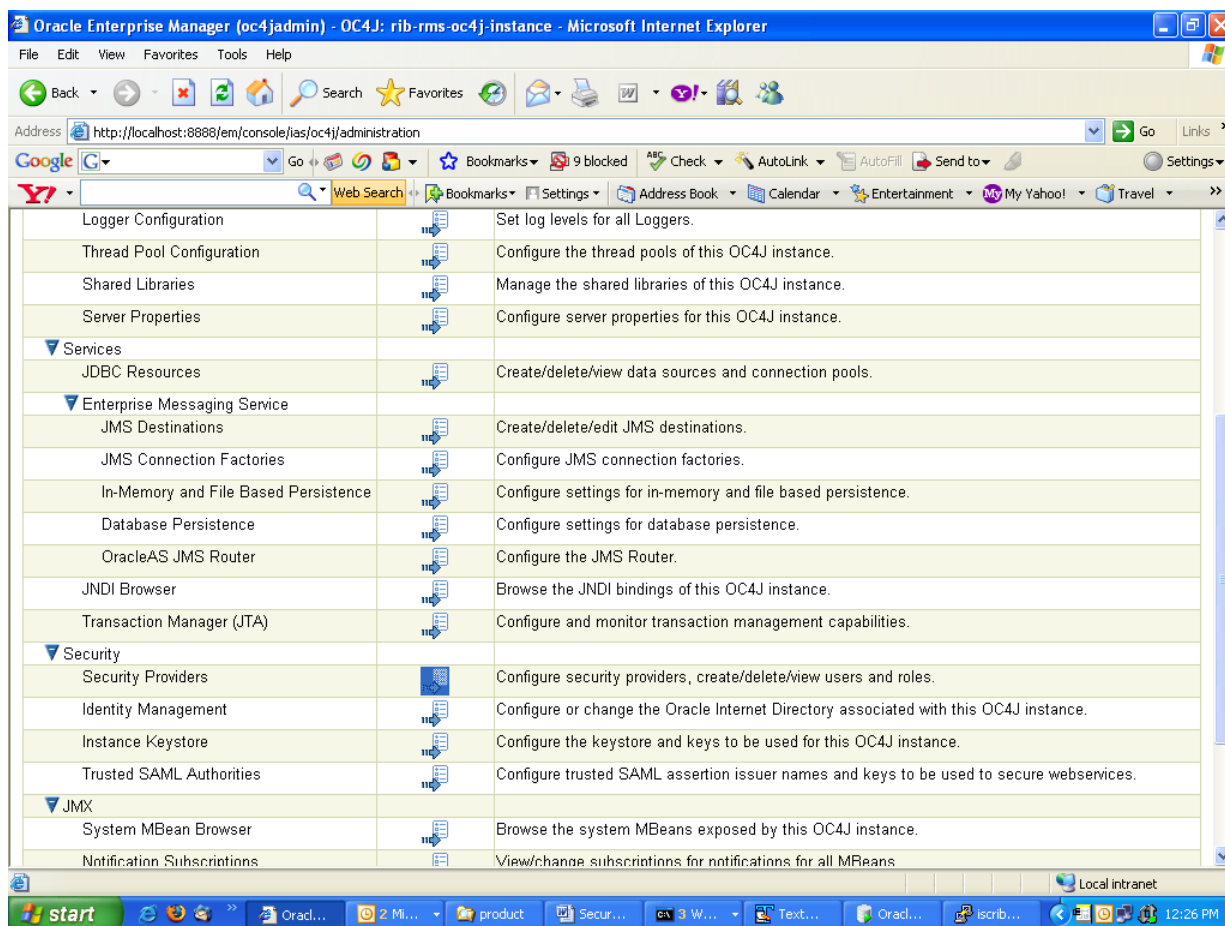 Oracle Enterprise Manager (oc4jadmin) - OC4J: rib-rms-oc4j-instance - Microsoft Internet Explorer
File Edit View Favorites Tools Help
Back Search Favorites
Address http://localhost:8888/em/console/ias/oc4j/administration Go Links
Google G Go Bookmarks 9 blocked ABC Check AutoLink AutoFill Send to Settings
Y! Web Search Bookmarks Settings Address Book Calendar Entertainment My Yahoo! Travel
Logger Configuration Set log levels for all Loggers.
Thread Pool Configuration Configure the thread pools of this OC4J instance.
Shared Libraries Manage the shared libraries of this OC4J instance.
Server Properties Configure server properties for this OC4J instance.
Services
JDBC Resources Create/delete/view data sources and connection pools.
Enterprise Messaging Service
JMS Destinations Create/delete/edit JMS destinations.
JMS Connection Factories Configure JMS connection factories.
In-Memory and File Based Persistence Configure settings for in-memory and file based persistence.
Database Persistence Configure settings for database persistence.
OracleAS JMS Router Configure the JMS Router.
JNDI Browser Browse the JNDI bindings of this OC4J instance.
Transaction Manager (JTA) Configure and monitor transaction management capabilities.
Security
Security Providers Configure security providers, create/delete/view users and roles.
Identity Management Configure or change the Oracle Internet Directory associated with this OC4J instance.
Instance Keystore Configure the keystore and keys to be used for this OC4J instance.
Trusted SAML Authorities Configure trusted SAML assertion issuer names and keys to be used to secure webservices.
JMX
System MBean Browser Browse the system MBeans exposed by this OC4J instance.
Notification Subscriptions View/change subscriptions for notifications for all MBeans
Local intranet
start Oracl... 2 Mi... product Secur... 3 W... Text... Oracl... iscrib... 12:26 PM